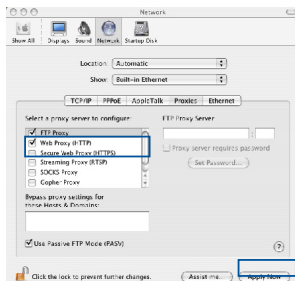 Network
Show All Displays Sound Network Startup Disk
Location: Automatic
Show: Built-in Ethernet
TCP/IP PPPoE AppleTalk Proxies Ethernet
Select a proxy server to configure: FTP Proxy Server
FTP Proxy
Web Proxy (HTTP)
Secure Web Proxy (HTTPS)
Streaming Proxy (RTSP)
SOCKS Proxy
Gopher Proxy
:
Proxy server requires password
Set Password...
Bypass proxy settings for
these Hosts & Domains:
Use Passive FTP Mode (PASV)
?
Click the lock to prevent further changes. Assist me... Apply Now